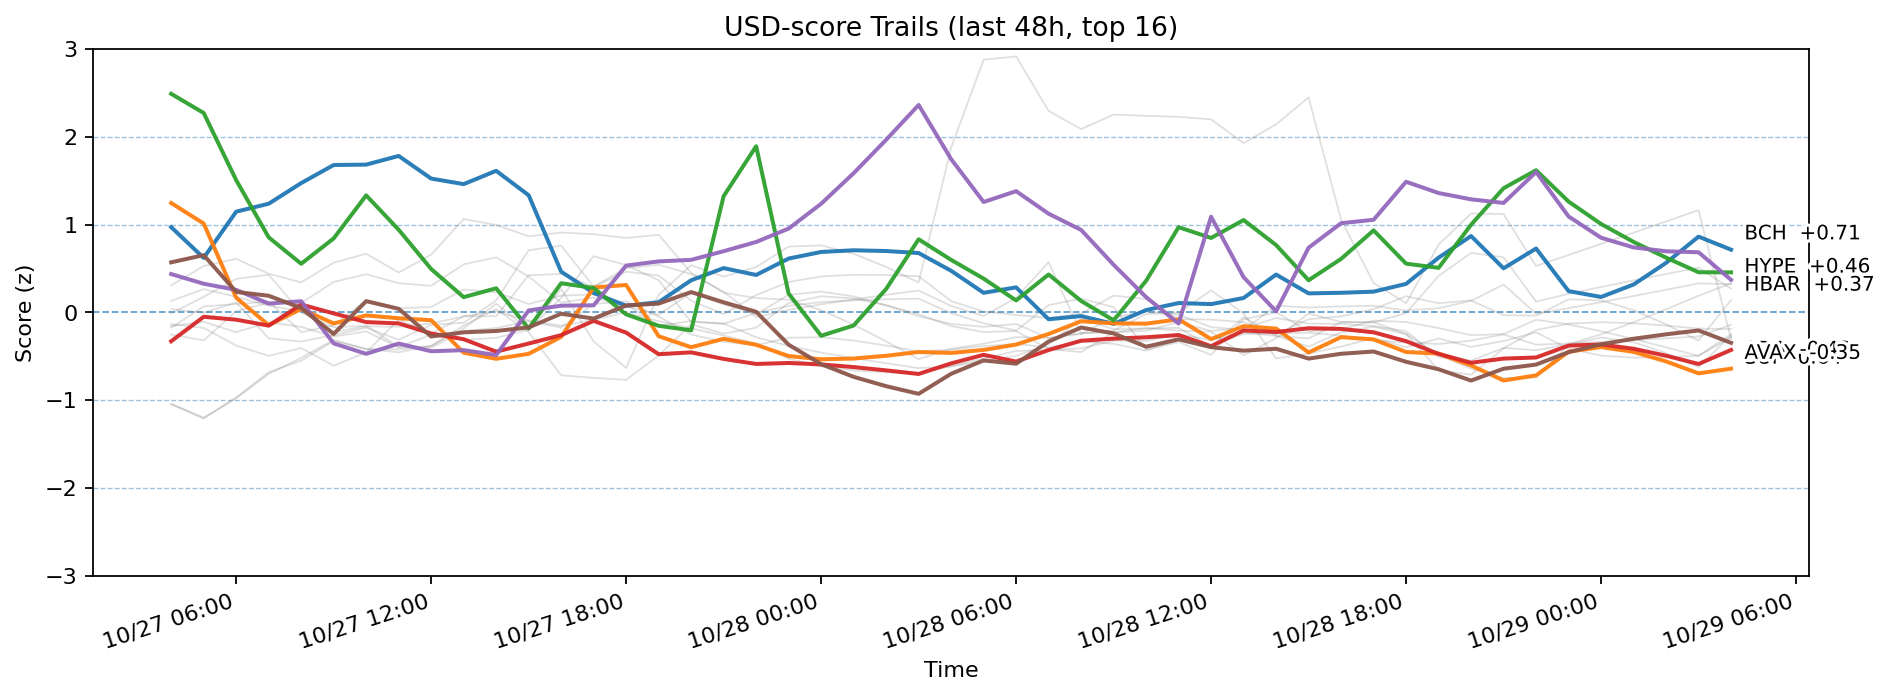 USD-score Trails (last 48h, top 16)
3
2
1
0
−1
−2
−3
Score (z)
BCH +0.71
HYPE +0.46
HBAR +0.37
AVAX -0.35
10/27 06:00
10/27 12:00
10/27 18:00
10/28 00:00
10/28 06:00
10/28 12:00
10/28 18:00
10/29 00:00
10/29 06:00
Time